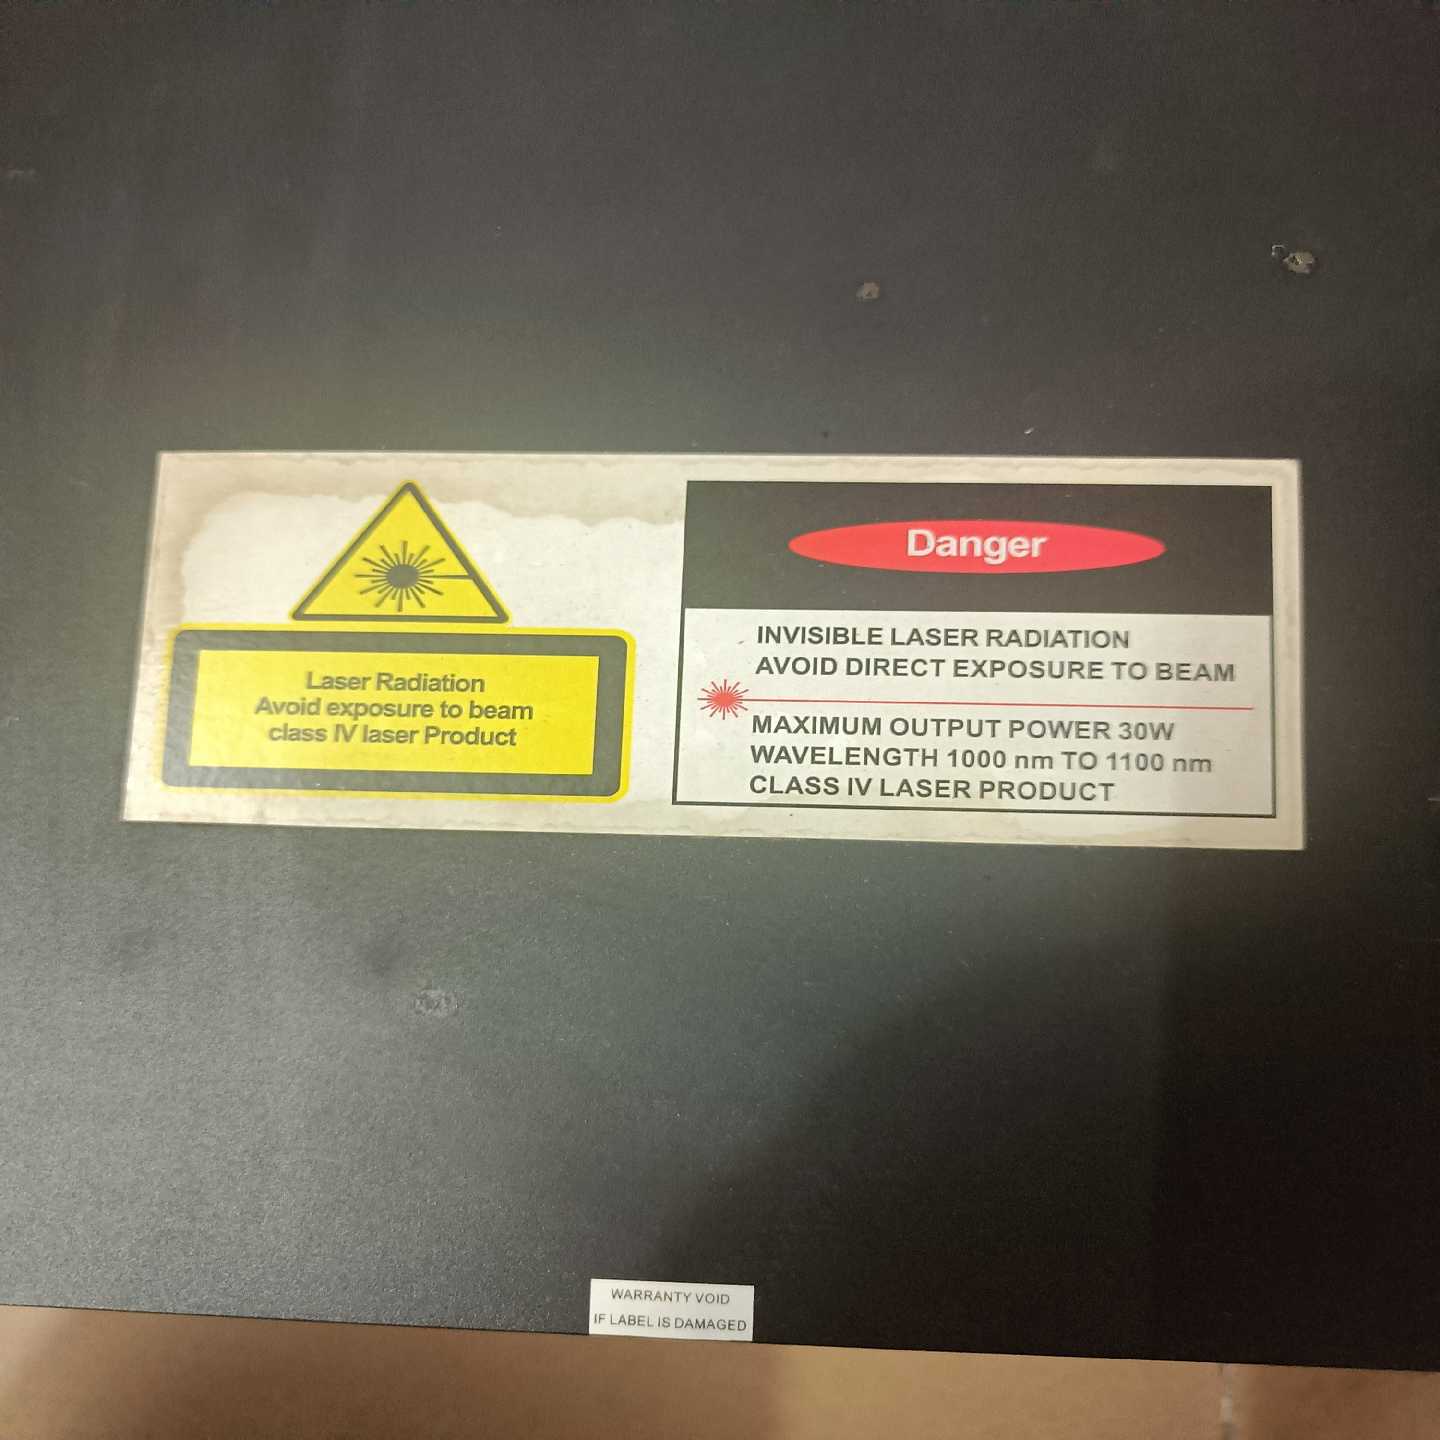 Laser Radiation
Avoid exposure to beam
class IV laser Product
Danger
INVISIBLE LASER RADIATION
AVOID DIRECT EXPOSURE TO BEAM
MAXIMUM OUTPUT POWER 30W
WAVELENGTH 1000 nm TO 1100 nm
CLASS IV LASER PRODUCT
WARRANTY VOID
IF LABEL IS DAMAGED